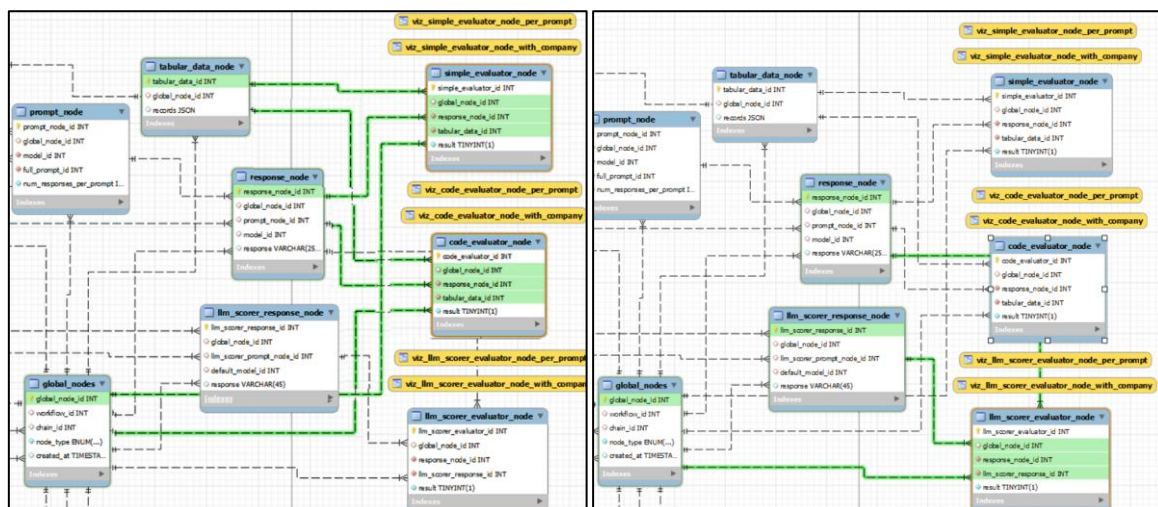 viz_simple_evaluator_node_per_prompt
viz_simple_evaluator_node_with_company
tabular_data_node
tabular_data_id INT
global_node_id INT
records JSON
Indexes
simple_evaluator_node
simple_evaluator_id INT
global_node_id INT
response_node_id INT
tabular_data_id INT
result TINYINT(1)
Indexes
prompt_node
prompt_node_id INT
global_node_id INT
model_id INT
full_prompt_id INT
num_responses_per_prompt I...
Indexes
response_node
response_node_id INT
global_node_id INT
prompt_node_id INT
model_id INT
response VARCHAR(25...
Indexes
viz_code_evaluator_node_per_prompt
viz_code_evaluator_node_with_company
code_evaluator_node
code_evaluator_id INT
global_node_id INT
response_node_id INT
tabular_data_id INT
result TINYINT(1)
Indexes
llm_scorer_response_node
llm_scorer_response_id INT
global_node_id INT
llm_scorer_prompt_node_id INT
default_model_id INT
response VARCHAR(45)
Indexes
viz_llm_scorer_evaluator_node_per_prompt
viz_llm_scorer_evaluator_node_with_compan
global_nodes
global_node_id INT
workflow_id INT
chain_id INT
node_type ENUM(...)
created_at TIMESTA...
Indexes
llm_scorer_evaluator_node
llm_scorer_evaluator_id INT
global_node_id INT
response_node_id INT
llm_scorer_response_id INT
result TINYINT(1)
Indexes
viz_simple_evaluator_node_per_prompt
viz_simple_evaluator_node_with_company
tabular_data_node
tabular_data_id INT
global_node_id INT
records JSON
Indexes
simple_evaluator_node
simple_evaluator_id INT
global_node_id INT
response_node_id INT
tabular_data_id INT
result TINYINT(1)
Indexes
prompt_node
prompt_node_id INT
global_node_id INT
model_id INT
full_prompt_id INT
num_responses_per_prompt I...
Indexes
response_node
response_node_id INT
global_node_id INT
prompt_node_id INT
model_id INT
response VARCHAR(25...
Indexes
viz_code_evaluator_node_per_prompt
viz_code_evaluator_node_with_company
code_evaluator_node
code_evaluator_id INT
global_node_id INT
response_node_id INT
tabular_data_id INT
result TINYINT(1)
Indexes
llm_scorer_response_node
llm_scorer_response_id INT
global_node_id INT
llm_scorer_prompt_node_id INT
default_model_id INT
response VARCHAR(45)
Indexes
viz_llm_scorer_evaluator_node_per_prompt
viz_llm_scorer_evaluator_node_with_company
global_nodes
global_node_id INT
workflow_id INT
chain_id INT
node_type ENUM(...)
created_at TIMESTA...
Indexes
llm_scorer_evaluator_node
llm_scorer_evaluator_id INT
global_node_id INT
response_node_id INT
llm_scorer_response_id INT
result TINYINT(1)
Indexes